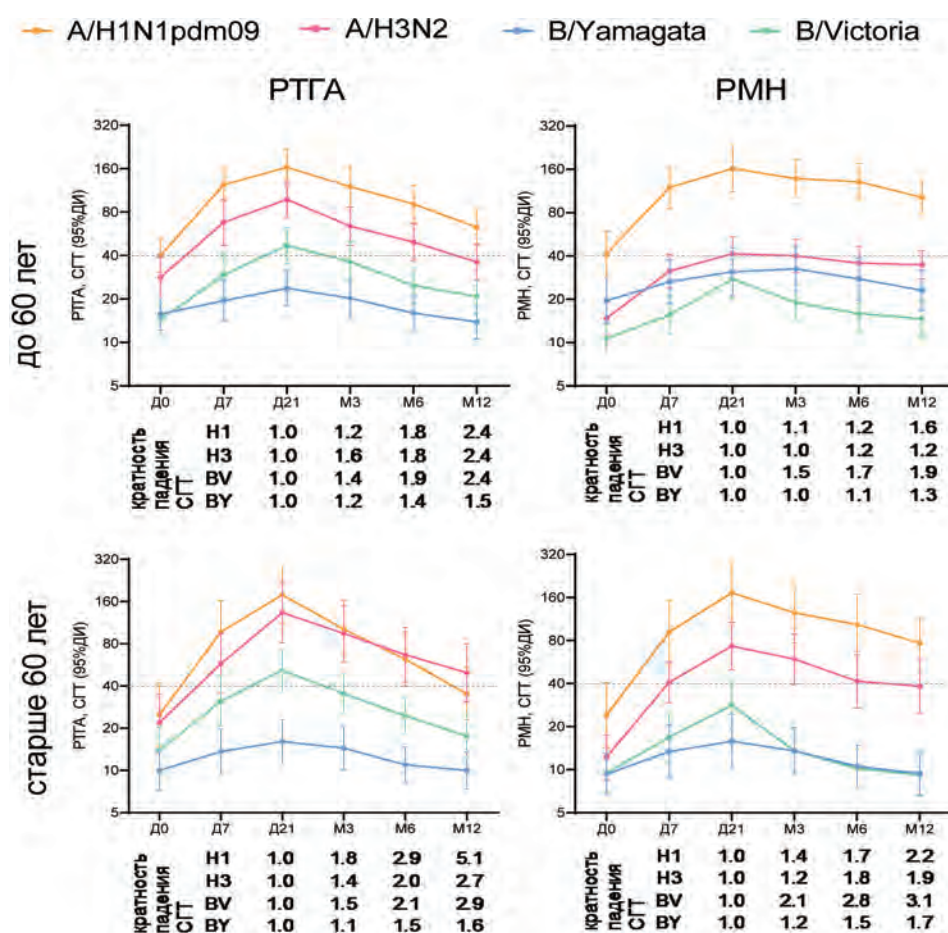 A/H1N1pdm09 A/H3N2 B/Yamagata B/Victoria
РТГА РМН
до 60 лет
РТГА, СГТ (95%ДИ)
320
160
80
40
20
10
5
Д0 Д7 Д21 М3 М6 М12
кратность падения СГТ
H1 1.0 1.2 1.8 2.4
H3 1.0 1.6 1.8 2.4
BV 1.0 1.4 1.9 2.4
BY 1.0 1.2 1.4 1.5
РМН, СГТ (95%ДИ)
320
160
80
40
20
10
5
Д0 Д7 Д21 М3 М6 М12
кратность падения СГТ
H1 1.0 1.1 1.2 1.6
H3 1.0 1.0 1.2 1.2
BV 1.0 1.5 1.7 1.9
BY 1.0 1.0 1.1 1.3
старше 60 лет
РТГА, СГТ (95%ДИ)
320
160
80
40
20
10
5
Д0 Д7 Д21 М3 М6 М12
кратность падения СГТ
H1 1.0 1.8 2.9 5.1
H3 1.0 1.4 2.0 2.7
BV 1.0 1.5 2.1 2.9
BY 1.0 1.1 1.5 1.6
РМН, СГТ (95%ДИ)
320
160
80
40
20
10
5
Д0 Д7 Д21 М3 М6 М12
кратность падения СГТ
H1 1.0 1.4 1.7 2.2
H3 1.0 1.2 1.8 1.9
BV 1.0 2.1 2.8 3.1
BY 1.0 1.2 1.5 1.7